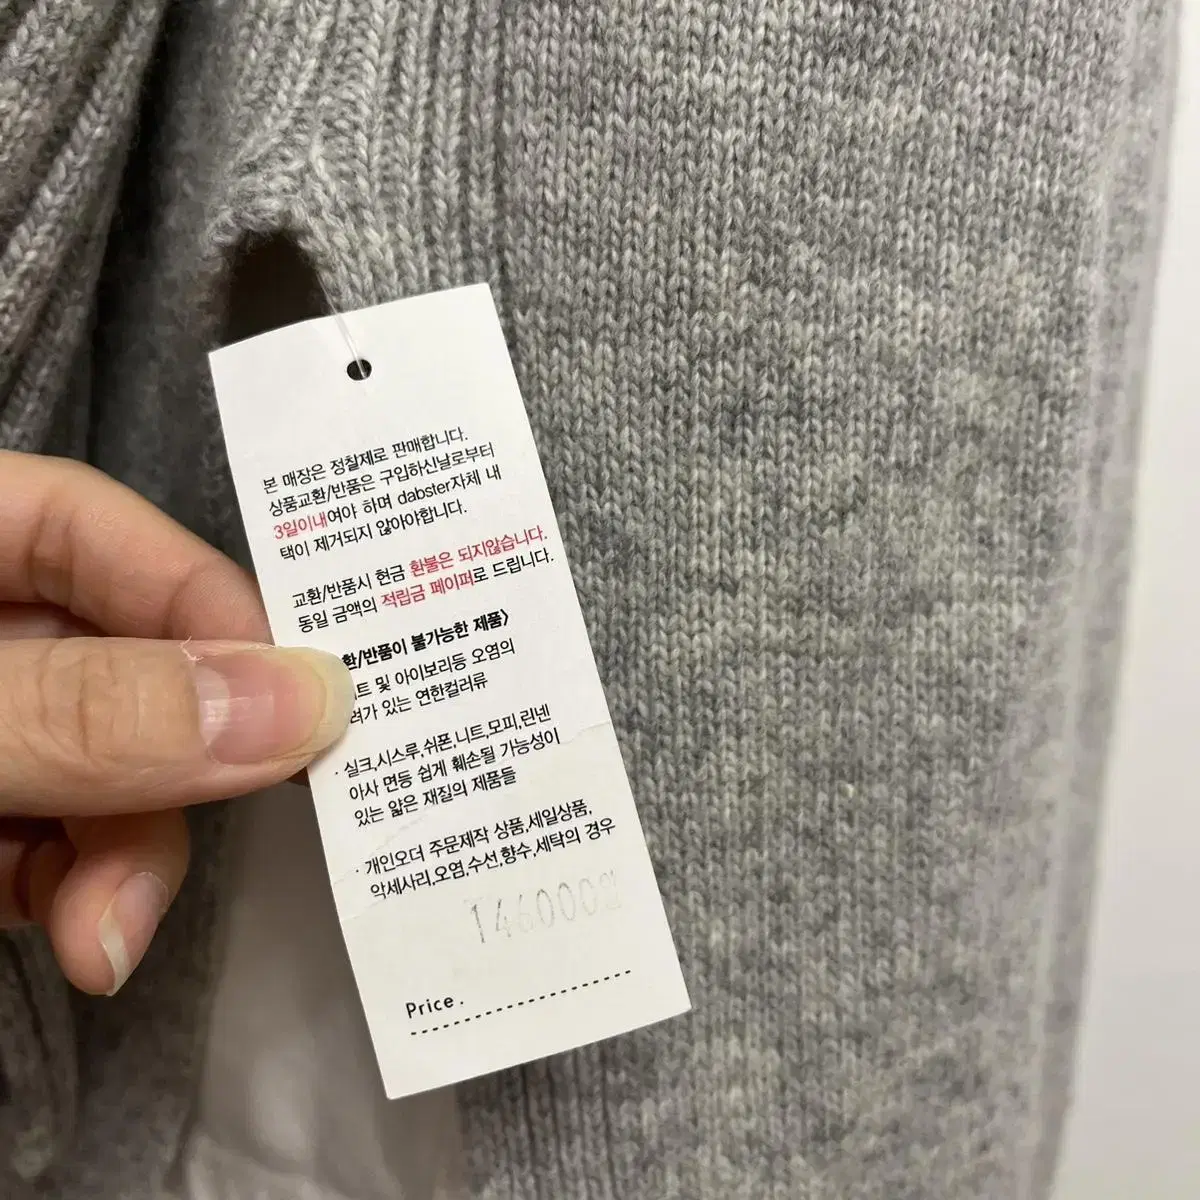 본 매장은 정찰제로 판매합니다.
상품교환/반품은 구입하신날로부터
3일이내여야 하며 dabster자체 내
택이 제거되지 않아야합니다.
교환/반품시 현금 환불은 되지않습니다.
동일 금액의 적립금 페이퍼로 드립니다.
환/반품이 불가능한 제품〉
트 및 아이보리등 오염의
려가 있는 연한컬러류
· 실크,시스루,쉬폰,니트,모피,린넨
아사 면등 쉽게 훼손될 가능성이
있는 얇은 재질의 제품들
· 개인오더 주문제작 상품,세일상품,
악세사리,오염,수선,향수,세탁의 경우
Price.